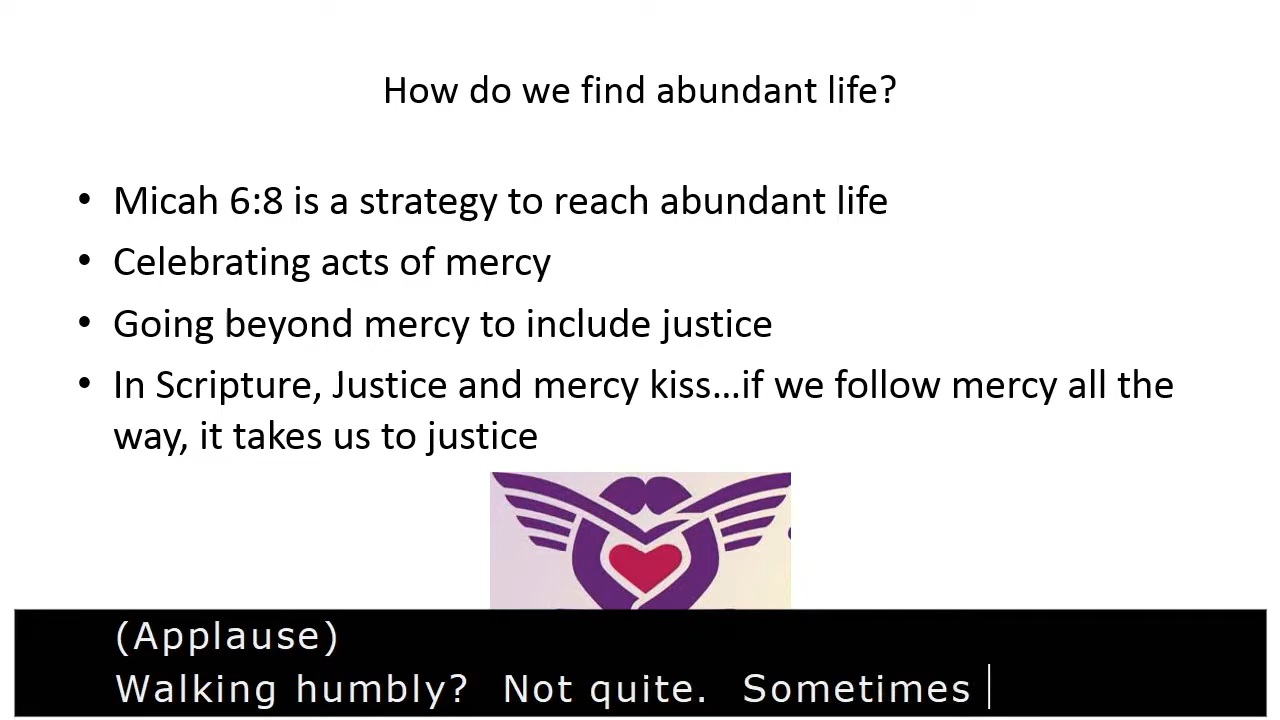 How do we find abundant life?
• Micah 6:8 is a strategy to reach abundant life
• Celebrating acts of mercy
• Going beyond mercy to include justice
• In Scripture, Justice and mercy kiss…if we follow mercy all the
way, it takes us to justice
(Applause)
Walking humbly? Not quite. Sometimes